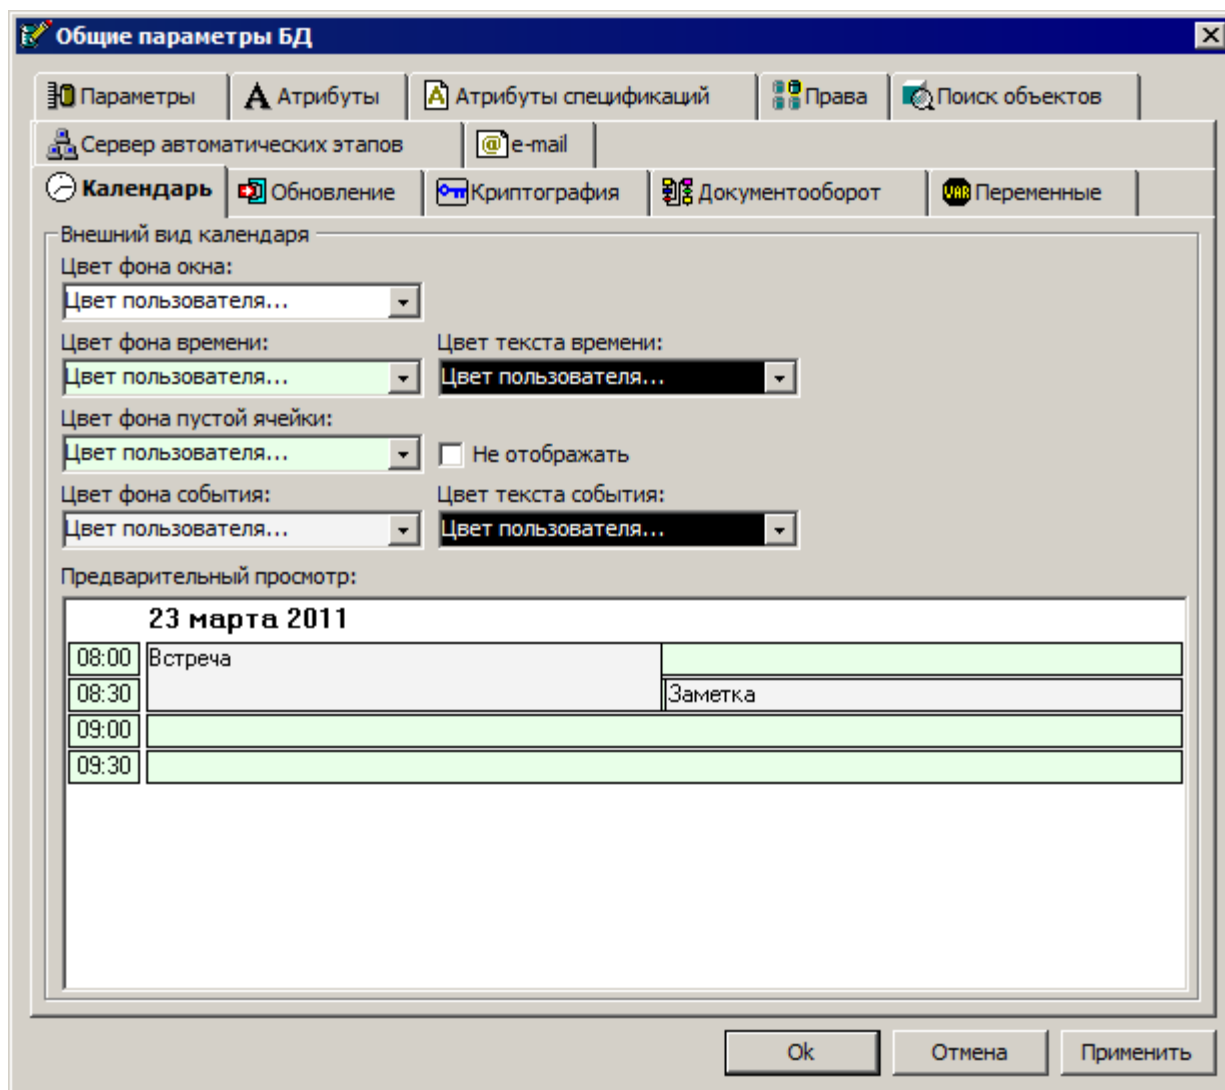 Общие параметры БД
Параметры Атрибуты Атрибуты спецификаций Права Поиск объектов
Сервер автоматических этапов e-mail
Календарь Обновление Криптография Документооборот VAR Переменные
Внешний вид календаря
Цвет фона окна:
Цвет пользователя...
Цвет фона времени: Цвет текста времени:
Цвет пользователя... Цвет пользователя...
Цвет фона пустой ячейки:
Цвет пользователя... Не отображать
Цвет фона события: Цвет текста события:
Цвет пользователя... Цвет пользователя...
Предварительный просмотр:
23 марта 2011
08:00 Встреча
08:30 Заметка
09:00
09:30
Ok Отмена Применить